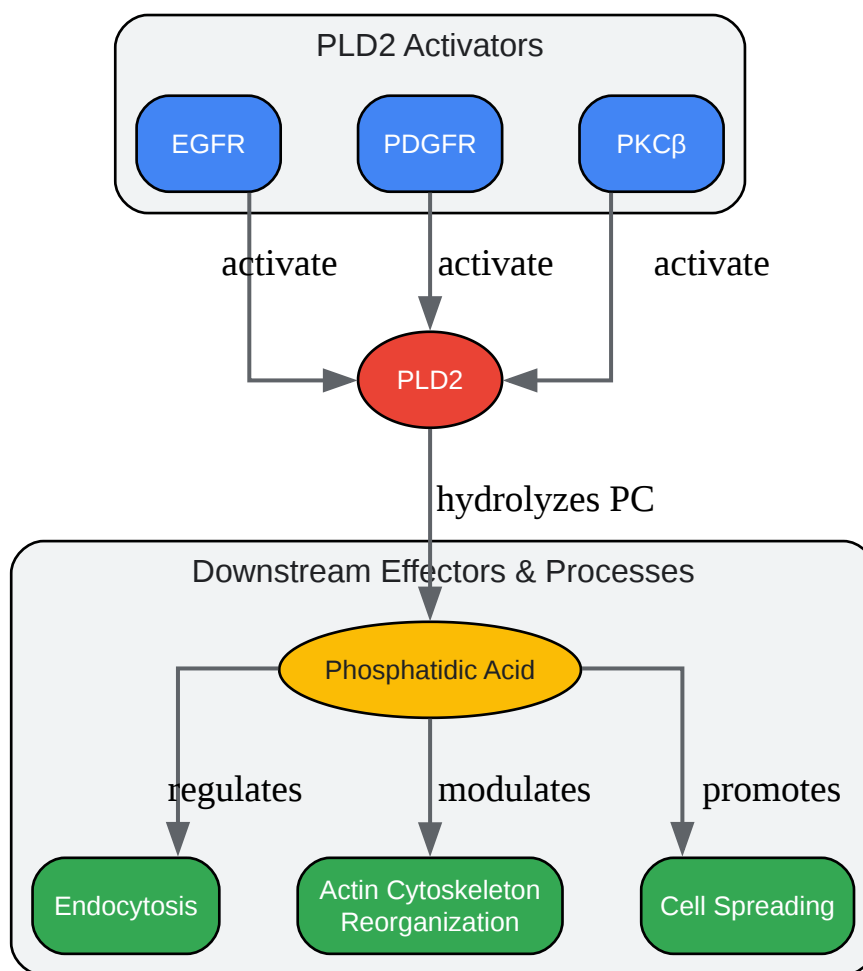 PLD2 Activators
EGFR
PDGFR
PKCβ
activate
activate
activate
PLD2
hydrolyzes PC
Downstream Effectors & Processes
Phosphatidic Acid
regulates
modulates
promotes
Endocytosis
Actin Cytoskeleton
Reorganization
Cell Spreading